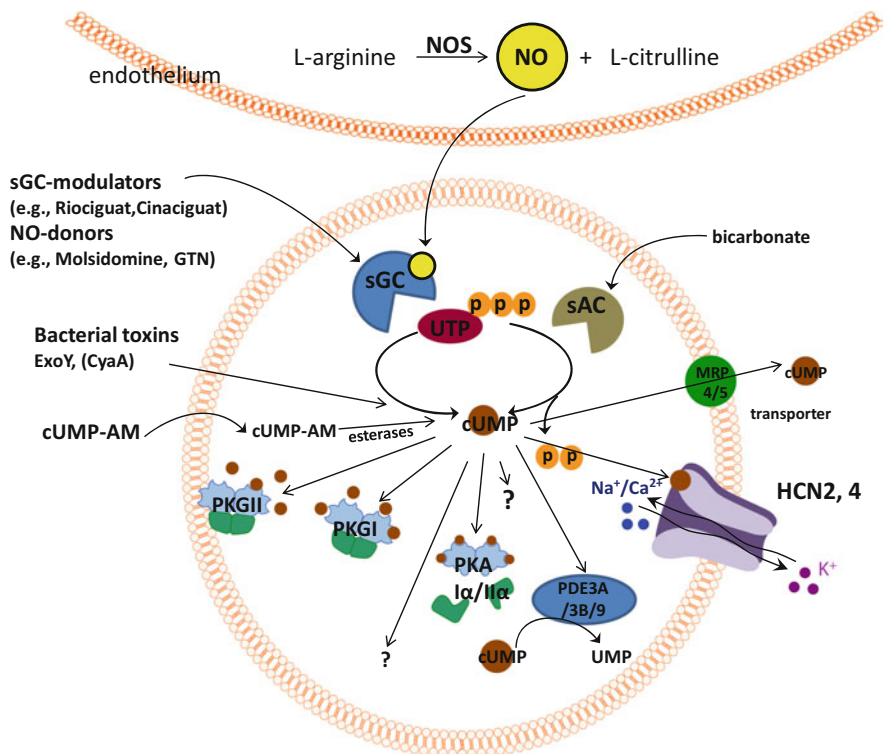 L-arginine NOS NO + L-citrulline
endothelium
sGC-modulators
(e.g., Riociguat,Cinaciguat)
NO-donors
(e.g., Molsidomine, GTN)
bicarbonate
sGC
sAC
p p p
UTP
Bacterial toxins
ExoY, (CyaA)
MRP
4/5
cUMP
transporter
cUMP-AM
cUMP-AM
esterases
cUMP
p p
Na⁺/Ca²⁺
HCN2, 4
K⁺
PKGII
PKGI
?
PKA
Iα/IIα
PDE3A
/3B/9
?
cUMP
UMP